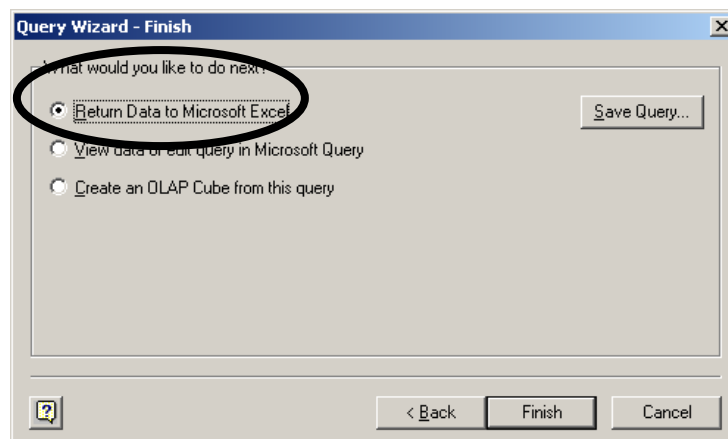 Query Wizard - Finish
What would you like to do next?
Return Data to Microsoft Excel
Save Query...
View data or edit query in Microsoft Query
Create an OLAP Cube from this query
< Back
Finish
Cancel